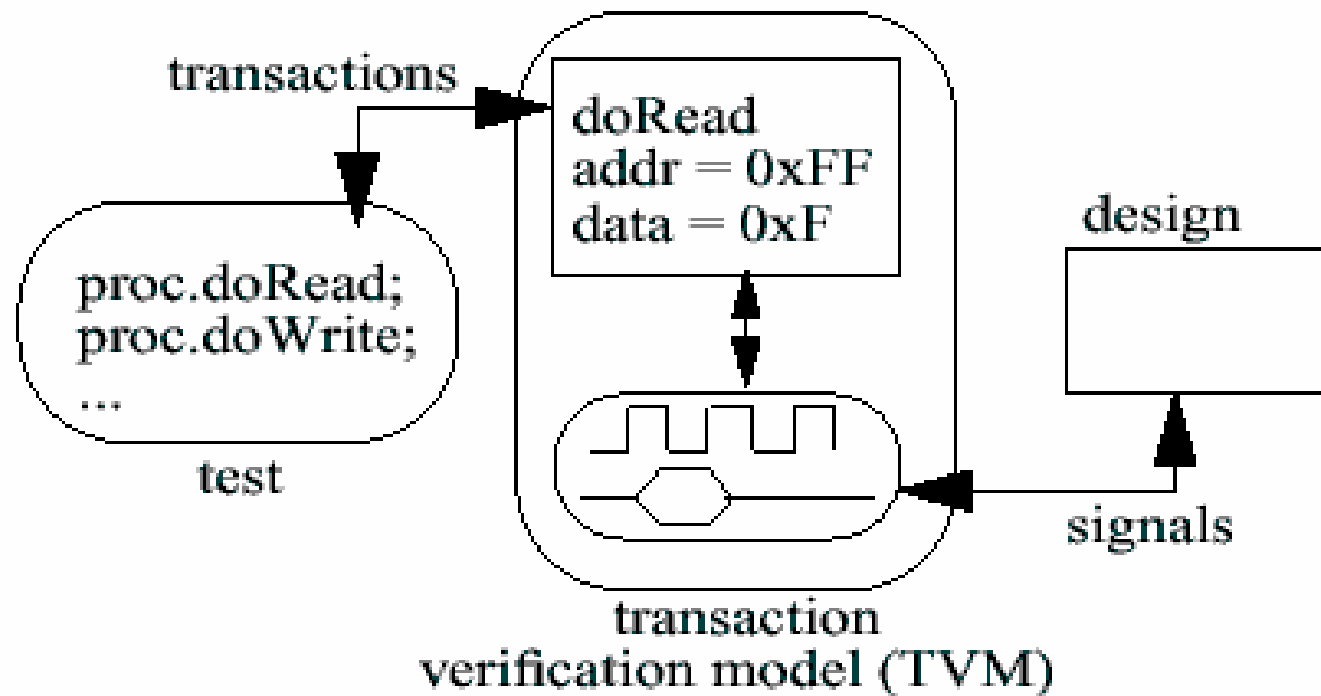 transactions
doRead
addr = 0xFF
data = 0xF
design
proc.doRead;
proc.doWrite;
...
test
signals
transaction
verification model (TVM)